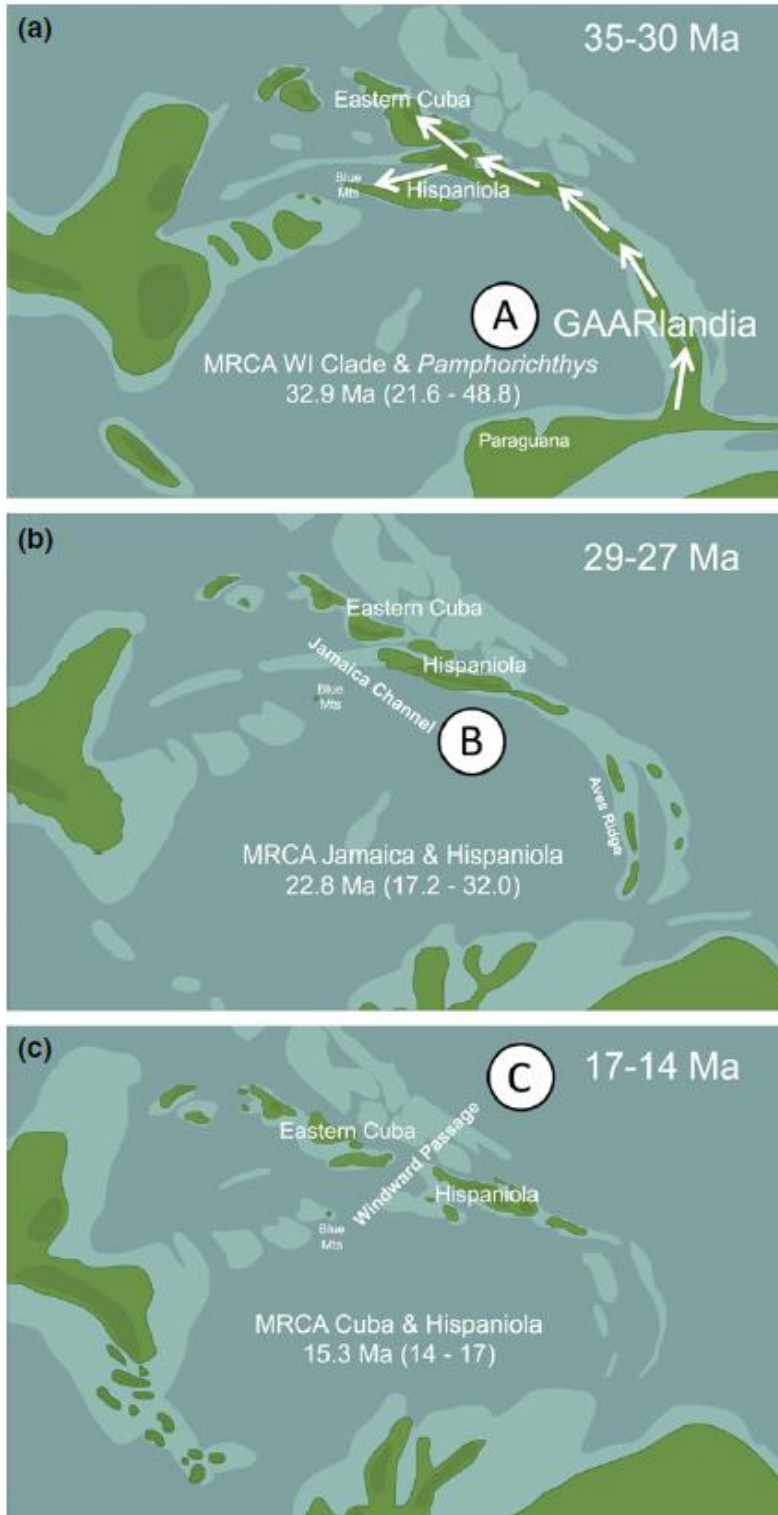 (a)
35-30 Ma
Eastern Cuba
Blue
Mts
Hispaniola
A
GAARlandia
MRCA WI Clade & Pamphorichthys
32.9 Ma (21.6 - 48.8)
Paraguana
(b)
29-27 Ma
Eastern Cuba
Hispaniola
Jamaica Channel
Blue
Mts
B
Aves Ridge
MRCA Jamaica & Hispaniola
22.8 Ma (17.2 - 32.0)
(c)
C
17-14 Ma
Eastern Cuba
Windward Passage
Hispaniola
Blue
Mts
MRCA Cuba & Hispaniola
15.3 Ma (14 - 17)